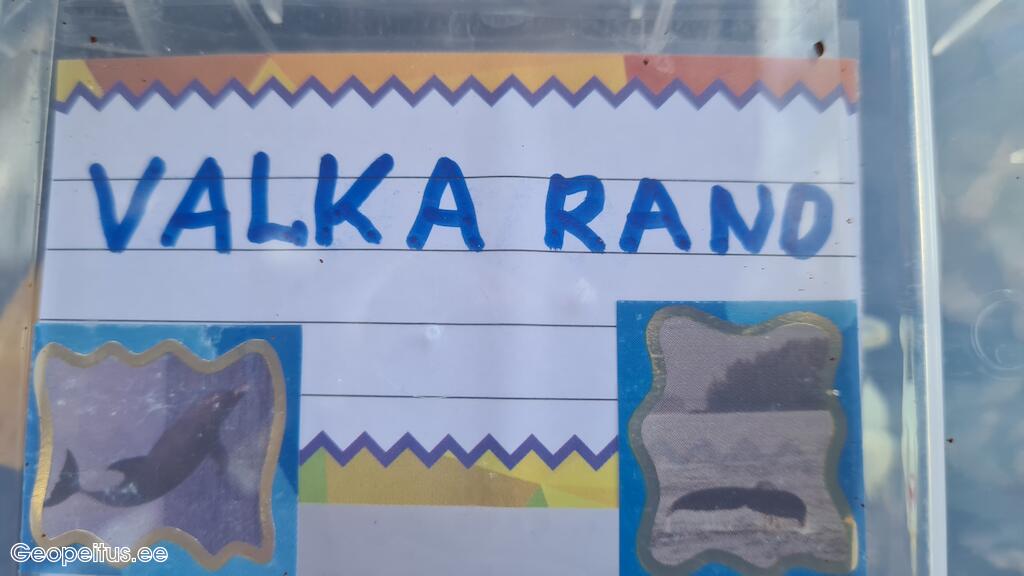 VALKA RAND
Geopeitus.ee